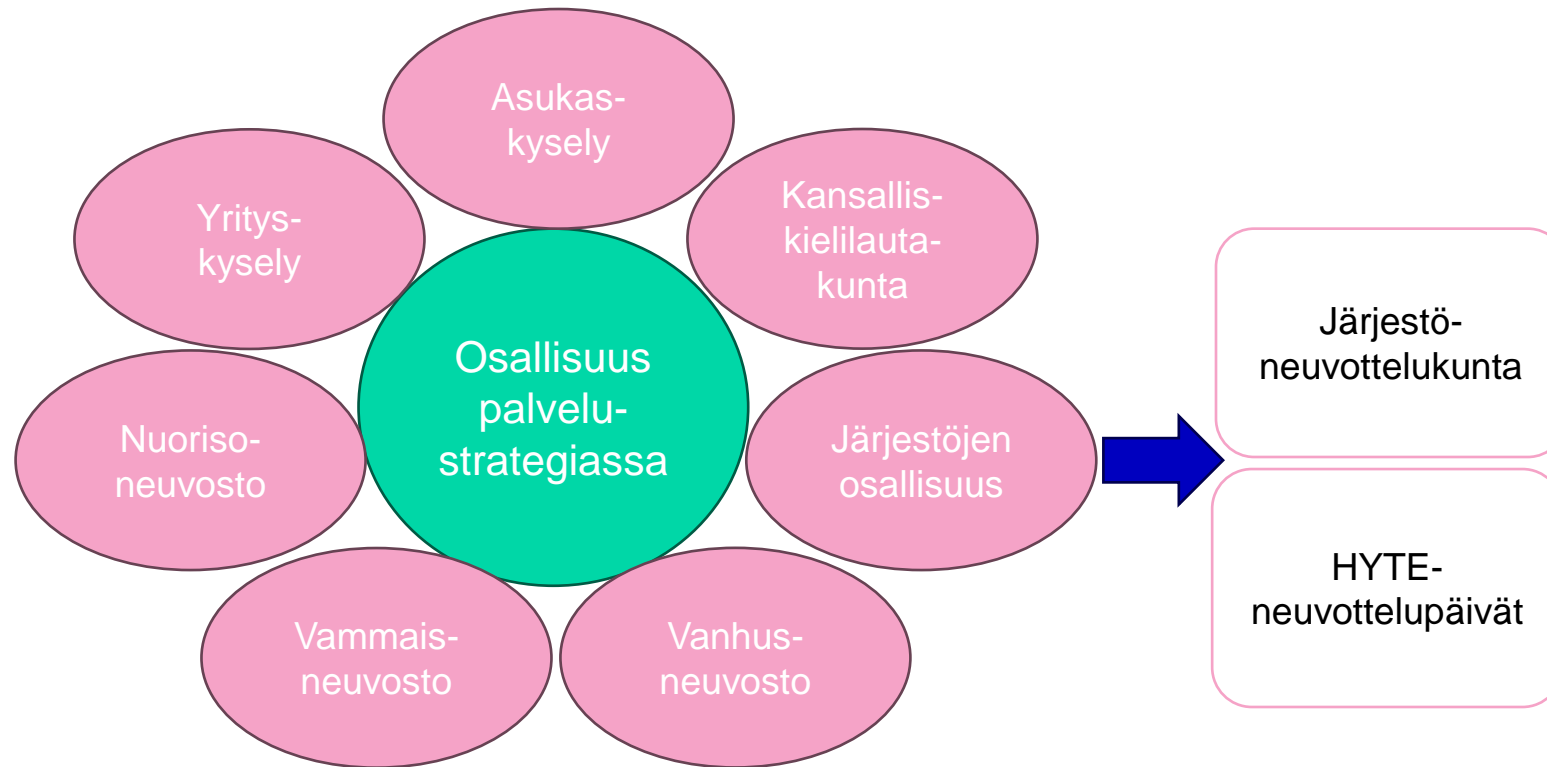 Asukas-
kysely
Kansallis-
kielilauta-
kunta
Yritys-
kysely
Osallisuus
palvelu-
strategiassa
Järjestö-
neuvottelukunta
Nuoriso-
neuvosto
Järjestöjen
osallisuus
HYTE-
neuvottelupäivät
Vammais-
neuvosto
Vanhus-
neuvosto